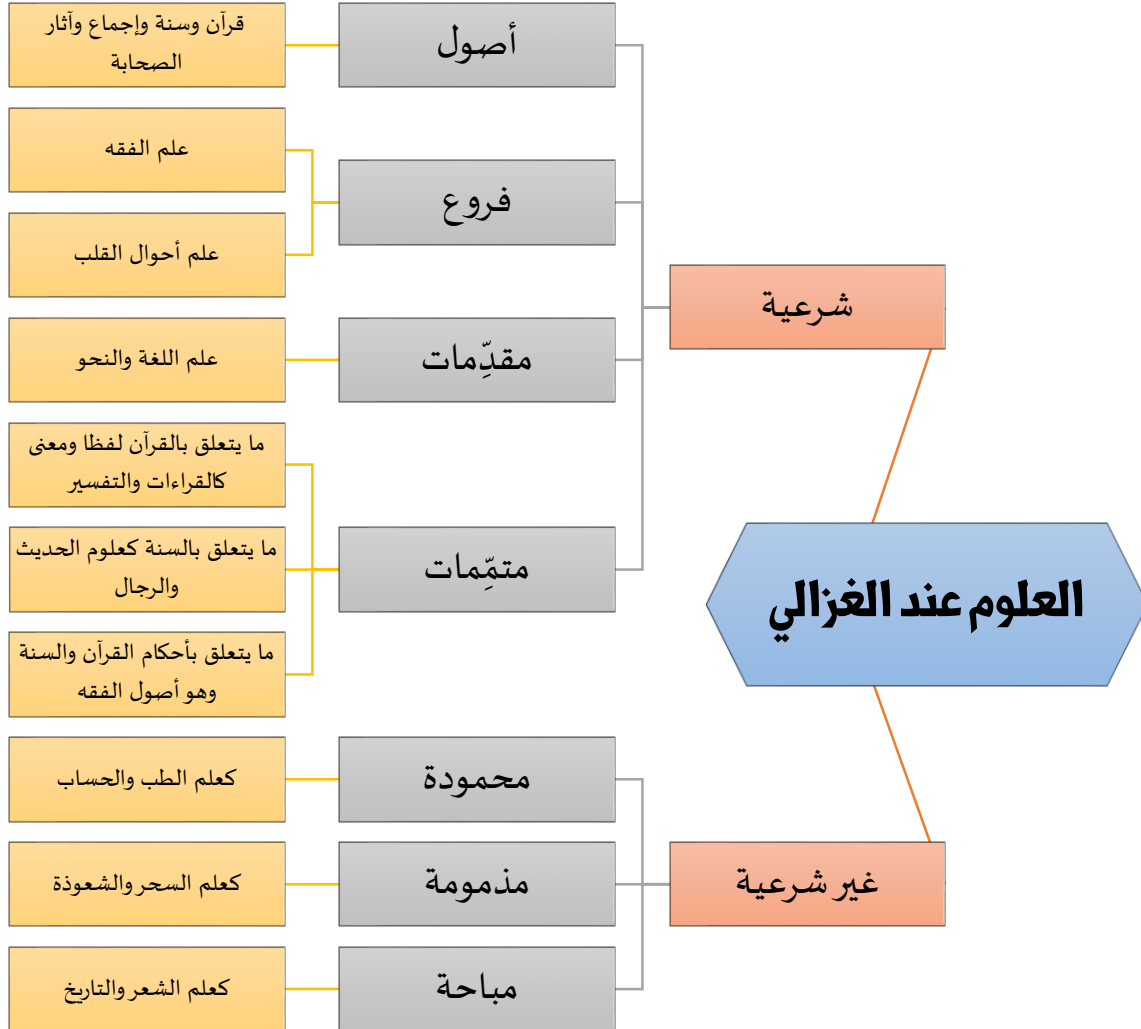 العلوم عند الغزالي
شرعية
أصول
قرآن وسنة وإجماع وآثار
الصحابة
فروع
علم الفقه
علم أحوال القلب
مقدِّمات
علم اللغة والنحو
متمِّمات
ما يتعلق بالقرآن لفظا ومعنى
كالقراءات والتفسير
ما يتعلق بالسنة كعلوم الحديث
والرجال
ما يتعلق بأحكام القرآن والسنة
وهو أصول الفقه
غير شرعية
محمودة
كعلم الطب والحساب
مذمومة
كعلم السحر والشعوذة
مباحة
كعلم الشعر والتاريخ